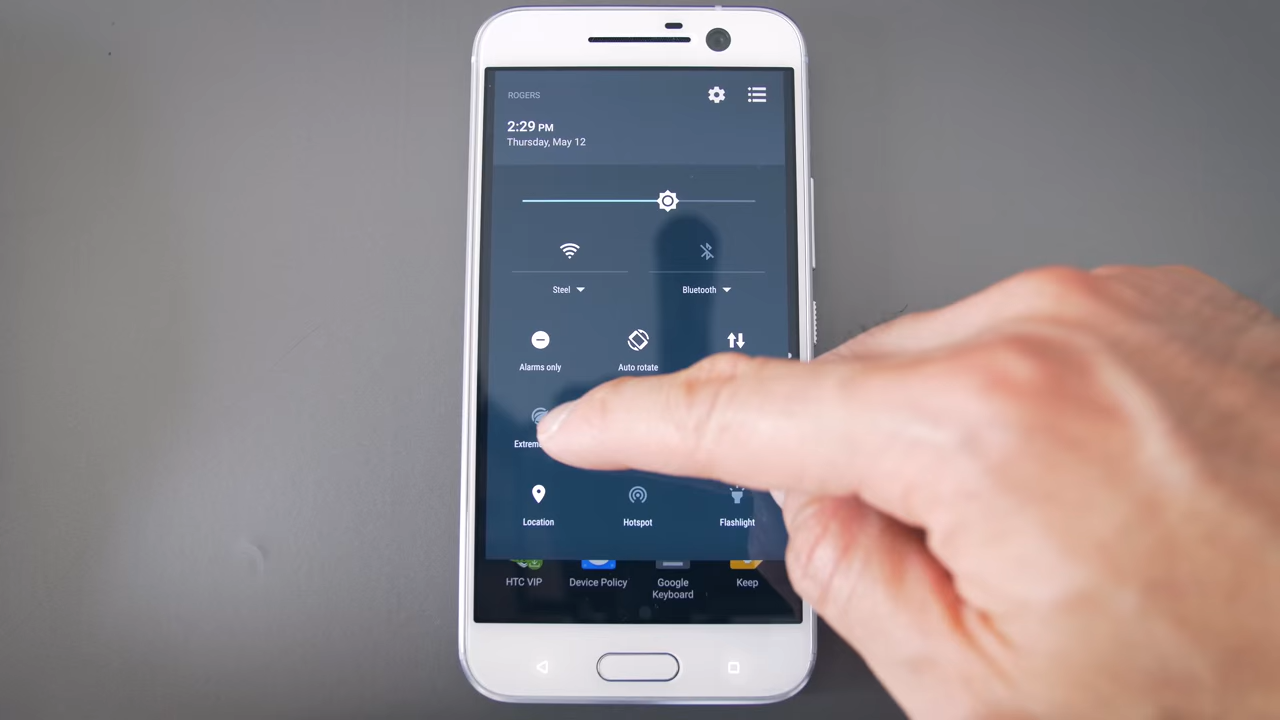 ROGERS
2:29 PM
Thursday, May 12
Steel
Bluetooth
Alarms only
Auto rotate
Location
Hotspot
Flashlight
HTC VIP
Device Policy
Google
Keyboard
Keep